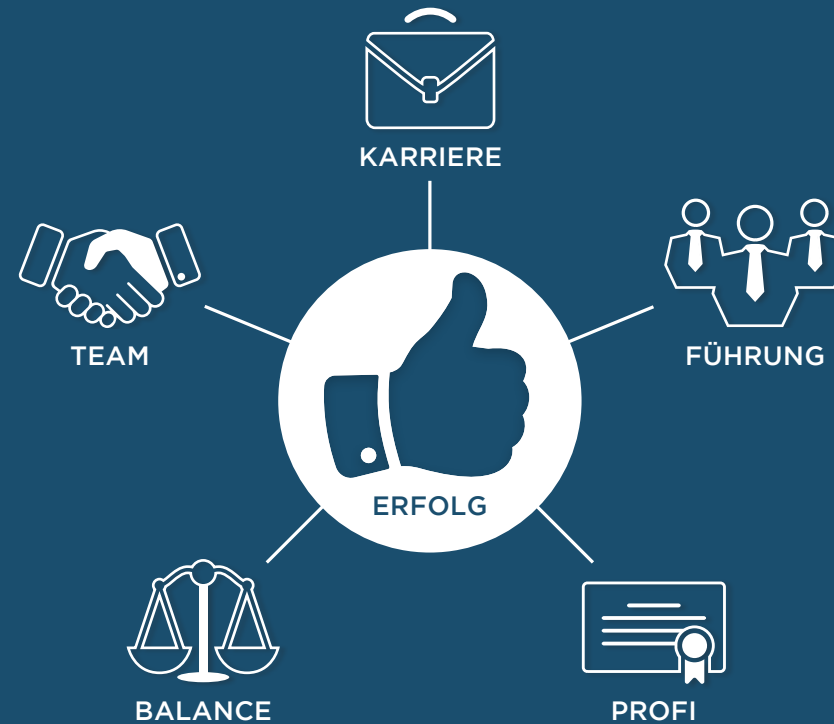 KARRIERE
TEAM
FÜHRUNG
ERFOLG
BALANCE
PROFI